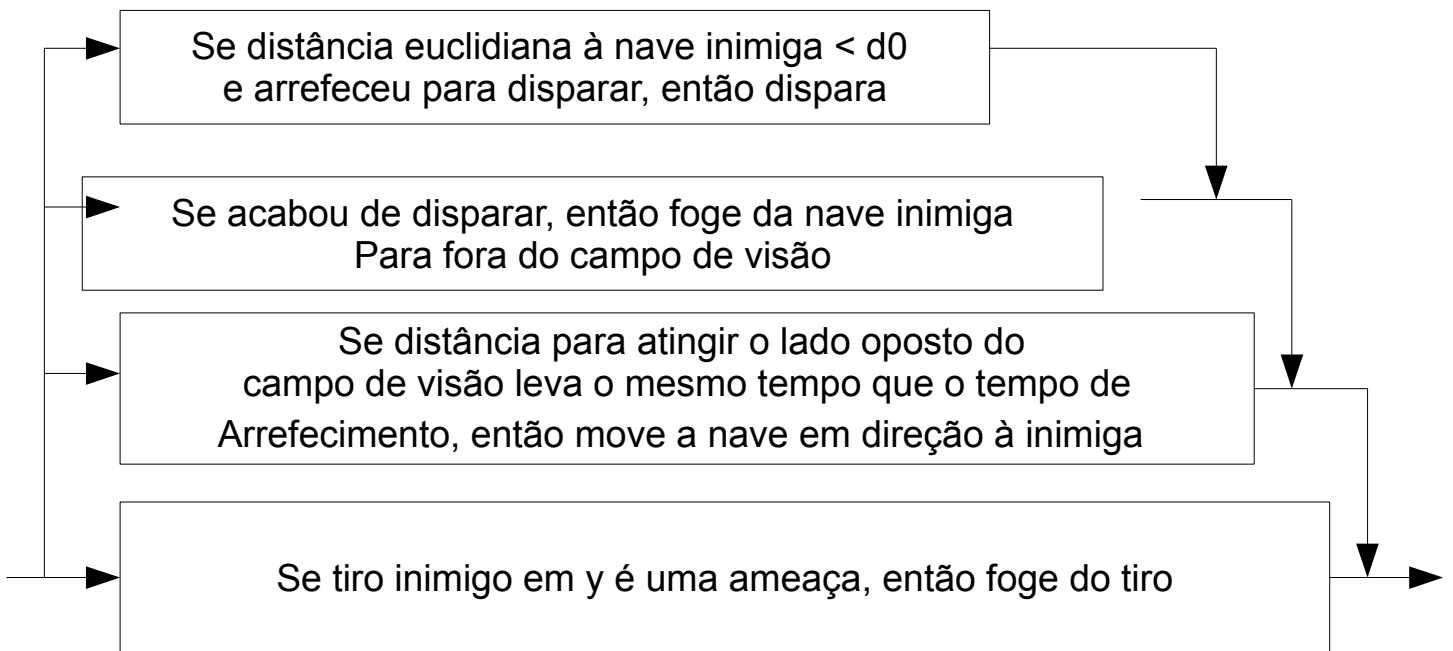 Se distância euclidiana à nave inimiga < d0
e arrefeceu para disparar, então dispara
Se acabou de disparar, então foge da nave inimiga
Para fora do campo de visão
Se distância para atingir o lado oposto do
campo de visão leva o mesmo tempo que o tempo de
Arrefecimento, então move a nave em direção à inimiga
Se tiro inimigo em y é uma ameaça, então foge do tiro